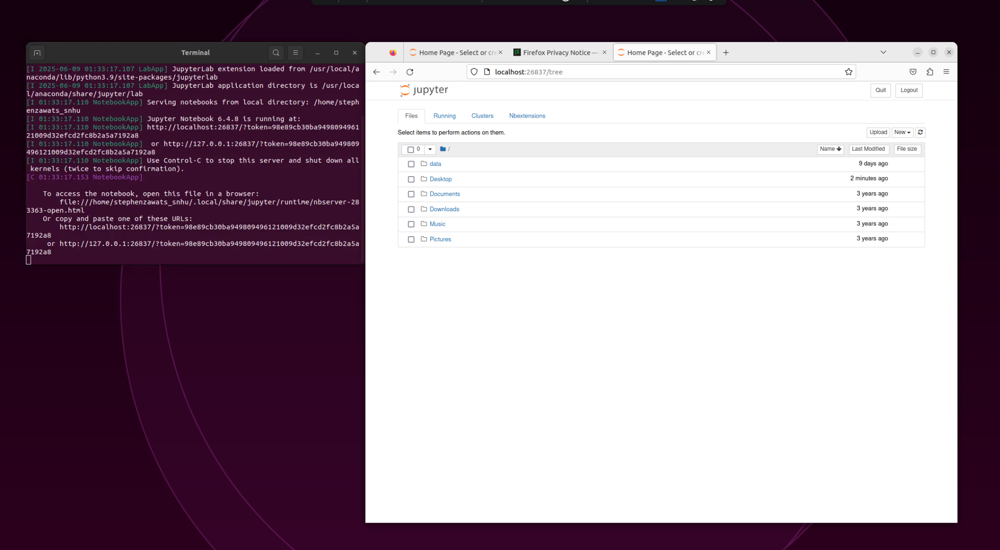 Terminal
[I 2025-06-09 01:33:17.107 LabApp] JupyterLab extension loaded from /usr/local/a
naconda/lib/python3.9/site-packages/jupyterlab
[I 2025-06-09 01:33:17.107 LabApp] JupyterLab application directory is /usr/loca
l/anaconda/share/jupyter/lab
[I 01:33:17.110 NotebookApp] Serving notebooks from local directory: /home/steph
enzawats_snhu
[I 01:33:17.110 NotebookApp] Jupyter Notebook 6.4.8 is running at:
[I 01:33:17.110 NotebookApp] http://localhost:26837/?token=98e89cb30ba9498094961
21009d32efcd2fc8b2a5a7192a8
[I 01:33:17.110 NotebookApp]  or http://127.0.0.1:26837/?token=98e89cb30ba949809
496121009d32efcd2fc8b2a5a7192a8
[I 01:33:17.110 NotebookApp] Use Control-C to stop this server and shut down all
 kernels (twice to skip confirmation).
[C 01:33:17.153 NotebookApp]
To access the notebook, open this file in a browser:
file:///home/stephenzawats_snhu/.local/share/jupyter/runtime/nbserver-28
3363-open.html
Or copy and paste one of these URLs:
http://localhost:26837/?token=98e89cb30ba949809496121009d32efcd2fc8b2a5a
7192a8
or http://127.0.0.1:26837/?token=98e89cb30ba949809496121009d32efcd2fc8b2a5a
7192a8
Home Page - Select or cre
Firefox Privacy Notice —
Home Page - Select or cre
localhost:26837/tree
jupyter
Quit Logout
Files Running Clusters Nbextensions
Select items to perform actions on them.
Upload New
0 / Name Last Modified File size
data 9 days ago
Desktop 2 minutes ago
Documents 3 years ago
Downloads 3 years ago
Music 3 years ago
Pictures 3 years ago